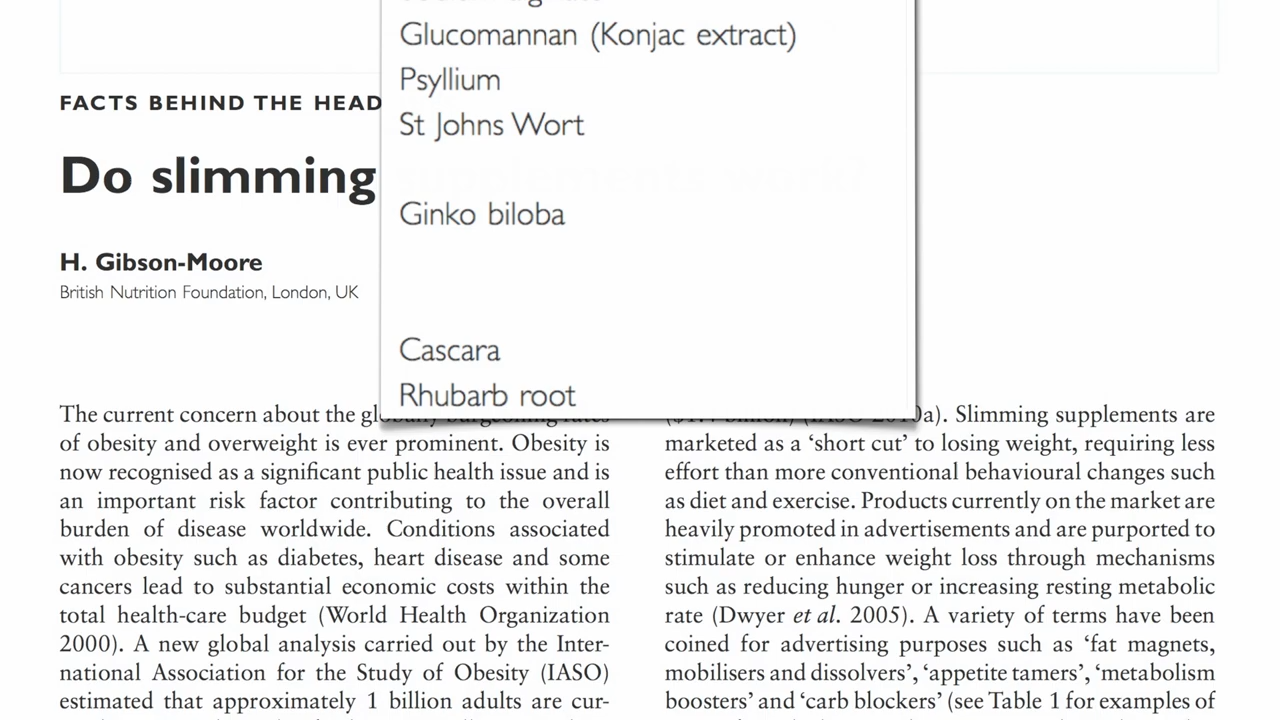 Glucomannan (Konjac extract)
Psyllium
St Johns Wort
Ginko biloba
Cascara
Rhubarb root
FACTS BEHIND THE HEAD
Do slimming
H. Gibson-Moore
British Nutrition Foundation, London, UK
The current concern about the globally burgeoning rates
of obesity and overweight is ever prominent. Obesity is
now recognised as a significant public health issue and is
an important risk factor contributing to the overall
burden of disease worldwide. Conditions associated
with obesity such as diabetes, heart disease and some
cancers lead to substantial economic costs within the
total health-care budget (World Health Organization
2000). A new global analysis carried out by the Inter-
national Association for the Study of Obesity (IASO)
estimated that approximately 1 billion adults are cur-
Slimming supplements are
marketed as a ‘short cut’ to losing weight, requiring less
effort than more conventional behavioural changes such
as diet and exercise. Products currently on the market are
heavily promoted in advertisements and are purported to
stimulate or enhance weight loss through mechanisms
such as reducing hunger or increasing resting metabolic
rate (Dwyer et al. 2005). A variety of terms have been
coined for advertising purposes such as ‘fat magnets,
mobilisers and dissolvers’, ‘appetite tamers’, ‘metabolism
boosters’ and ‘carb blockers’ (see Table 1 for examples of